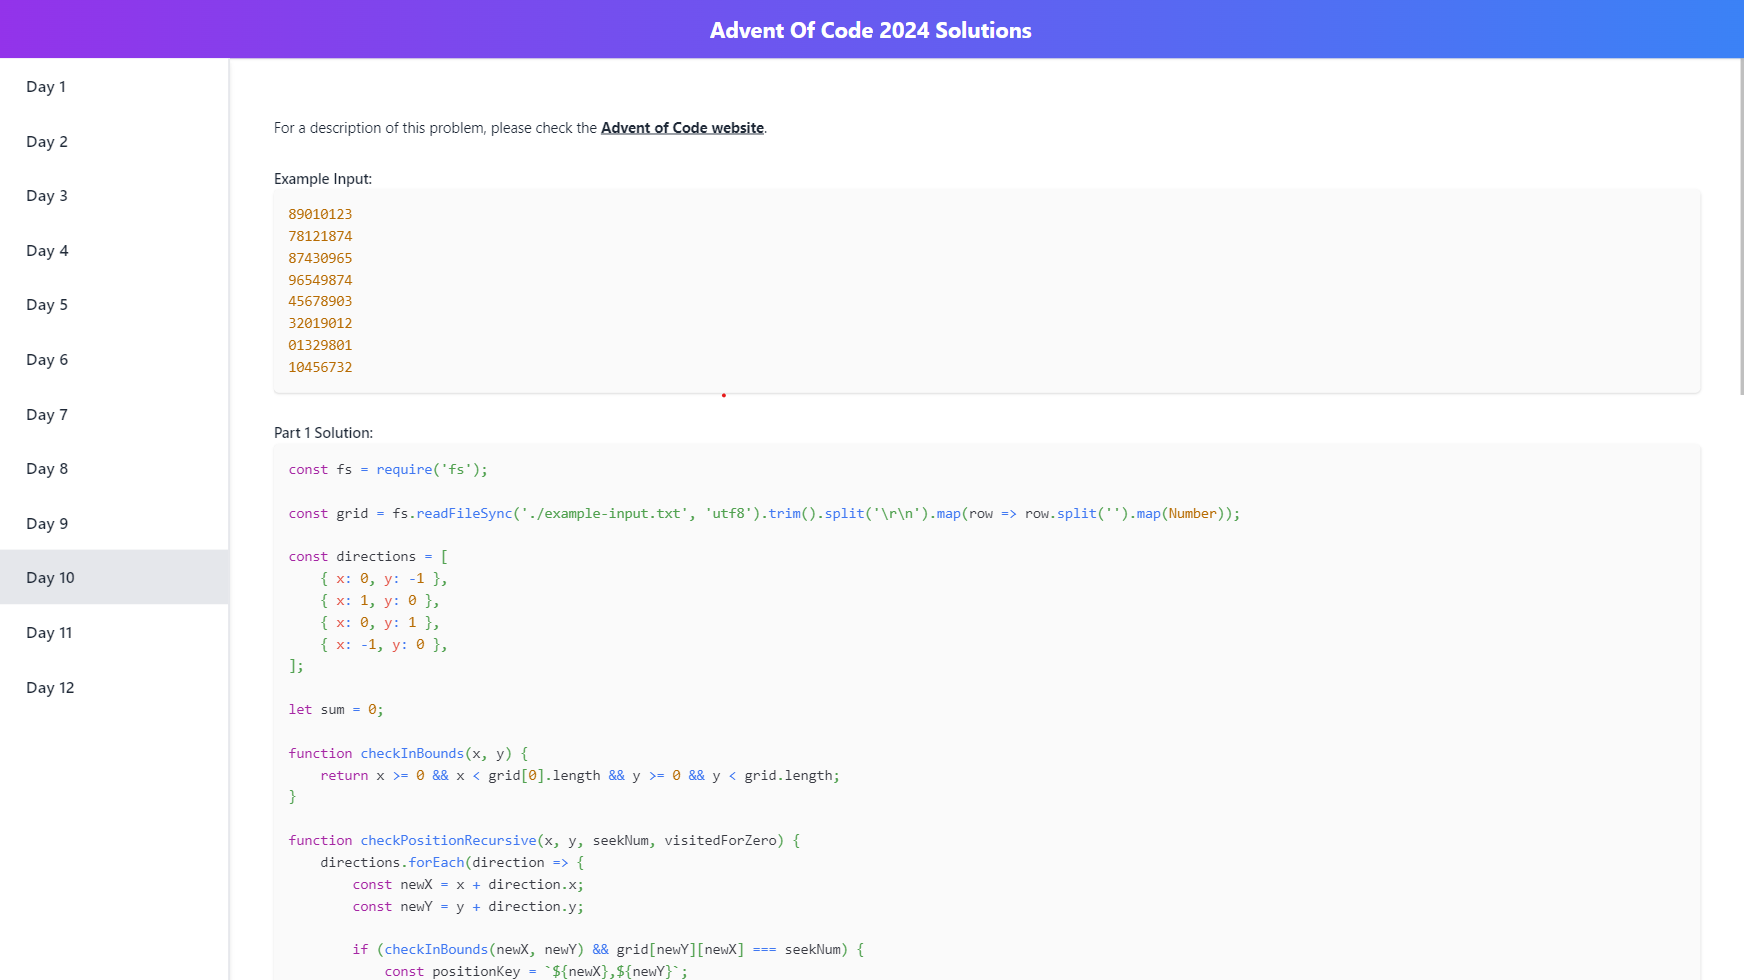 Advent Of Code 2024 Solutions
Day 1
Day 2
Day 3
Day 4
Day 5
Day 6
Day 7
Day 8
Day 9
Day 10
Day 11
Day 12
For a description of this problem, please check the Advent of Code website.
Example Input:
89010123
78121874
87430965
96549874
45678903
32019012
01329801
10456732
Part 1 Solution:
const fs = require('fs');
const grid = fs.readFileSync('./example-input.txt', 'utf8').trim().split('\r\n').map(row => row.split('').map(Number));
const directions = [
    { x: 0, y: -1 },
    { x: 1, y: 0 },
    { x: 0, y: 1 },
    { x: -1, y: 0 },
];
let sum = 0;
function checkInBounds(x, y) {
    return x >= 0 && x < grid[0].length && y >= 0 && y < grid.length;
}
function checkPositionRecursive(x, y, seekNum, visitedForZero) {
    directions.forEach(direction => {
        const newX = x + direction.x;
        const newY = y + direction.y;
        if (checkInBounds(newX, newY) && grid[newY][newX] === seekNum) {
            const positionKey = `${newX},${newY}`;